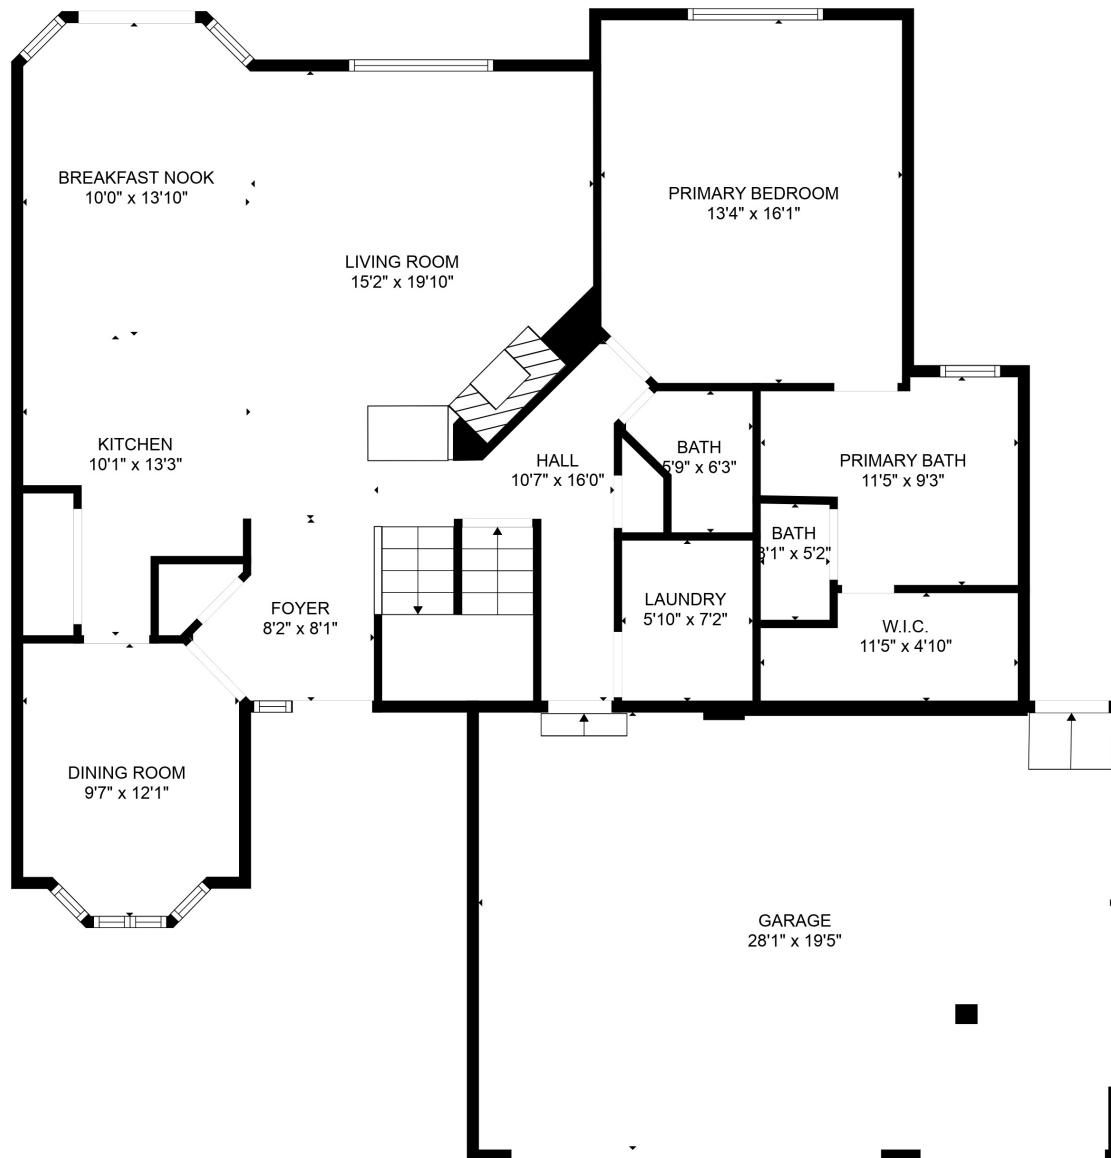 BREAKFAST NOOK
10'0" x 13'10"
PRIMARY BEDROOM
13'4" x 16'1"
LIVING ROOM
15'2" x 19'10"
KITCHEN
10'1" x 13'3"
HALL
10'7" x 16'0"
BATH
5'9" x 6'3"
PRIMARY BATH
11'5" x 9'3"
BATH
3'1" x 5'2"
LAUNDRY
5'10" x 7'2"
FOYER
8'2" x 8'1"
W.I.C.
11'5" x 4'10"
DINING ROOM
9'7" x 12'1"
GARAGE
28'1" x 19'5"